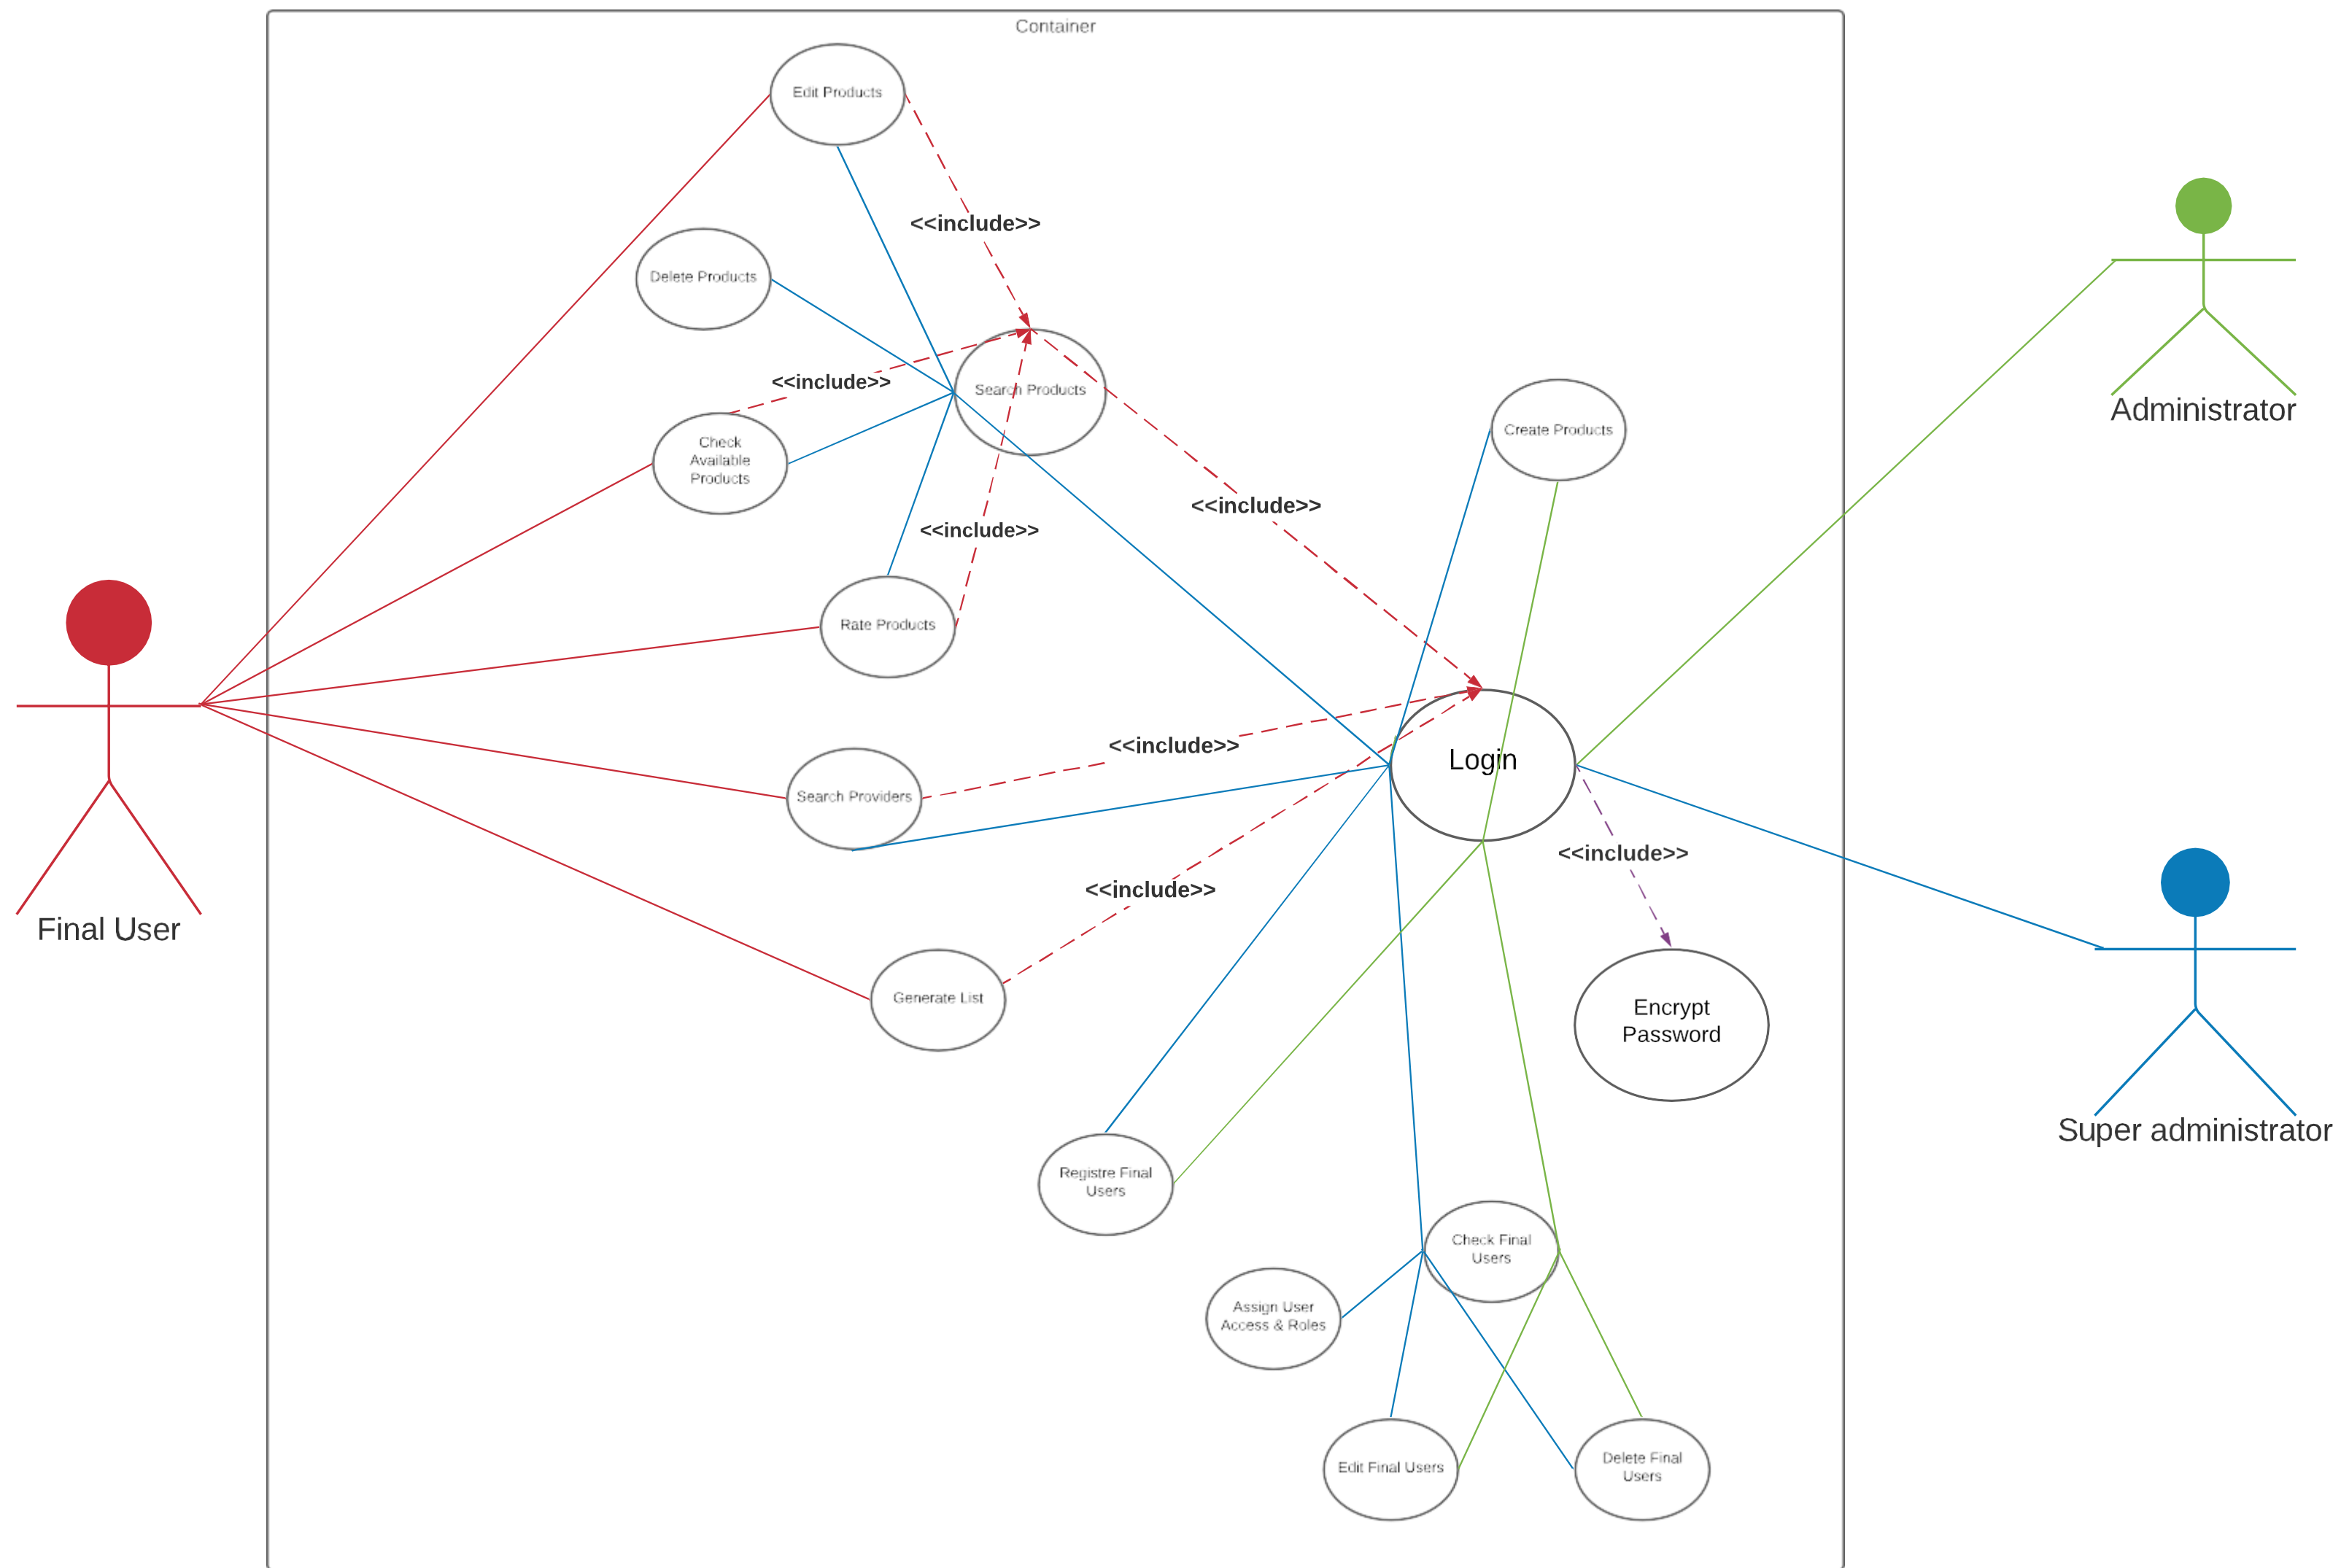 Container
Edit Products
<<include>>
Delete Products
<<include>>
Search Products
Administrator
Check
Available
Products
Create Products
<<include>>
<<include>>
Rate Products
<<include>>
Login
Search Providers
<<include>>
<<include>>
Final User
Generate List
Encrypt
Password
Super administrator
Registre Final
Users
Check Final
Users
Assign User
Access & Roles
Edit Final Users
Delete Final
Users